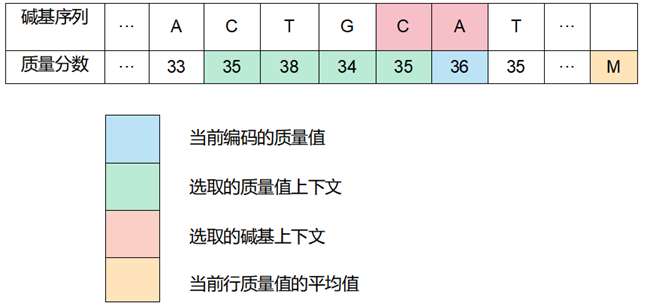 碱基序列 ··· A C T G C A T ···
质量分数 ··· 33 35 38 34 35 36 35 ··· M
当前编码的质量值
选取的质量值上下文
选取的碱基上下文
当前行质量值的平均值